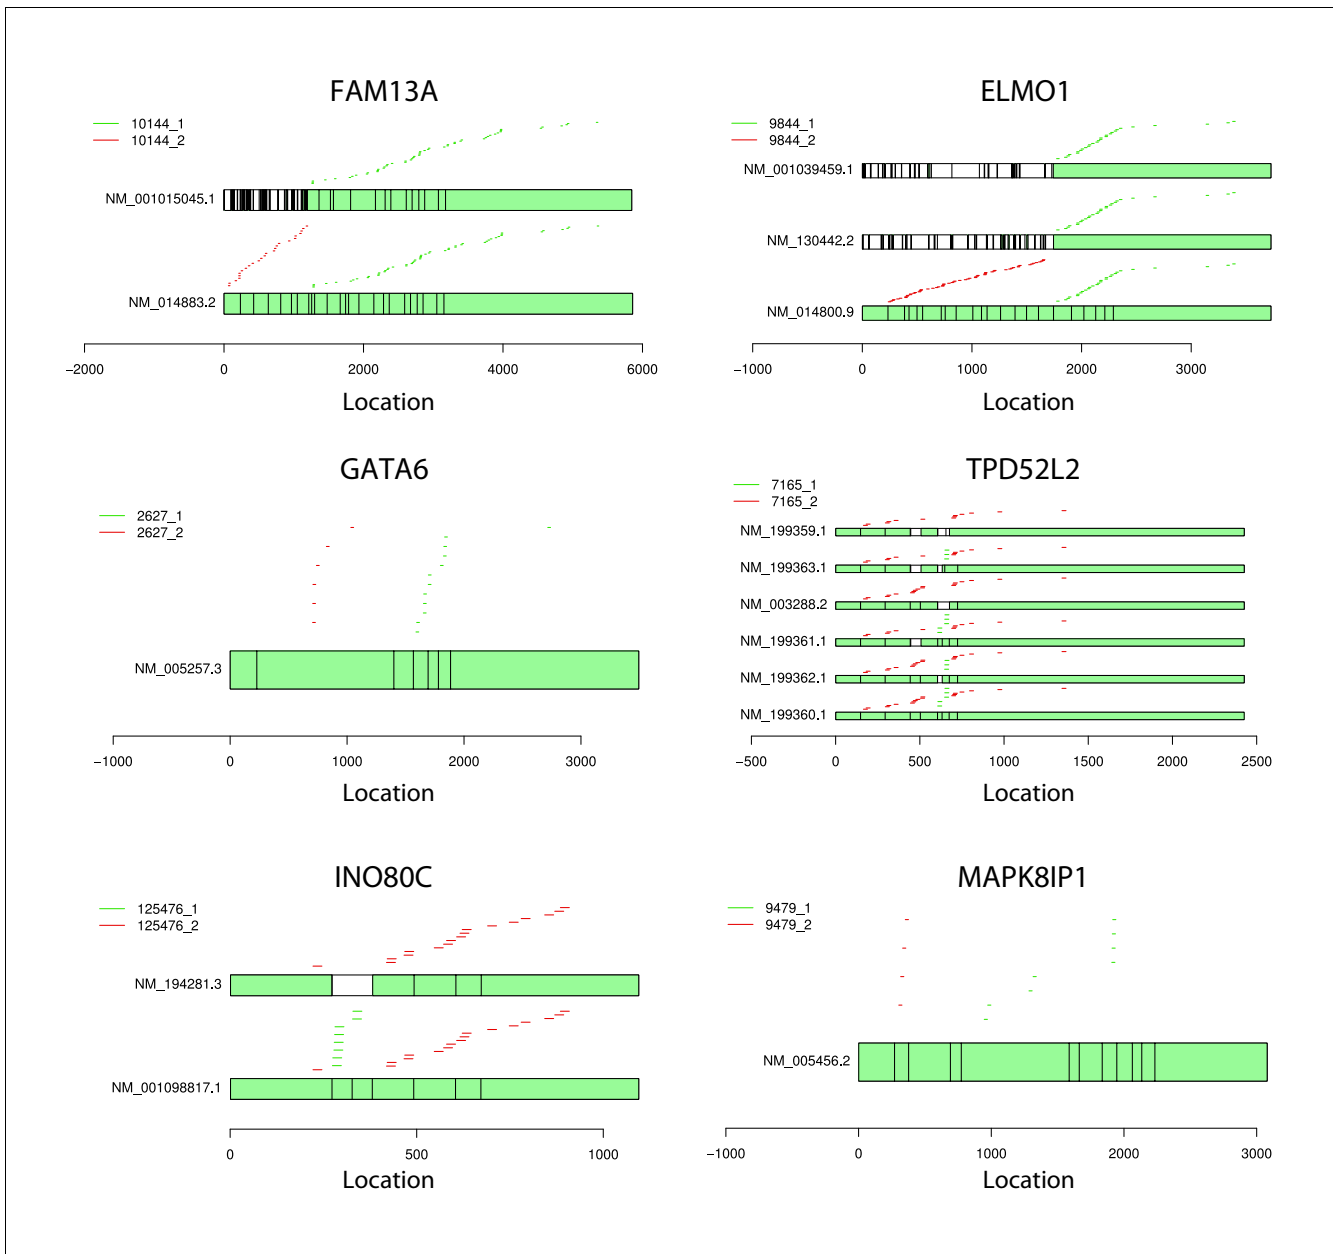 FAM13A
10144_1
10144_2
NM_001015045.1
NM_014883.2
−2000 0 2000 4000 6000
Location
ELMO1
9844_1
9844_2
NM_001039459.1
NM_130442.2
NM_014800.9
−1000 0 1000 2000 3000
Location
GATA6
2627_1
2627_2
NM_005257.3
−1000 0 1000 2000 3000
Location
TPD52L2
7165_1
7165_2
NM_199359.1
NM_199363.1
NM_003288.2
NM_199361.1
NM_199362.1
NM_199360.1
−500 0 500 1000 1500 2000 2500
Location
INO80C
125476_1
125476_2
NM_194281.3
NM_001098817.1
0 500 1000
Location
MAPK8IP1
9479_1
9479_2
NM_005456.2
−1000 0 1000 2000 3000
Location